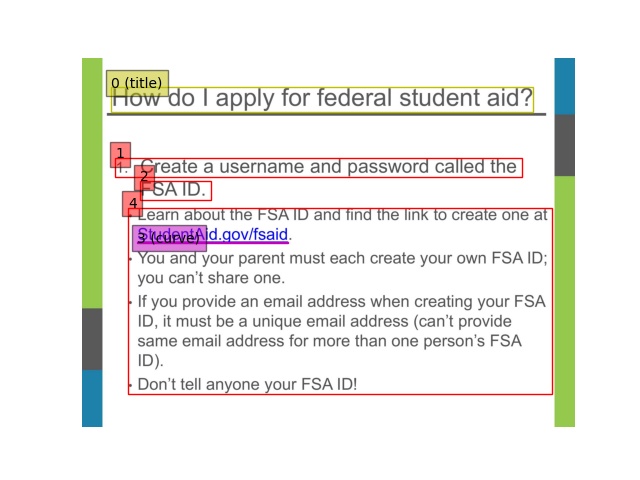 0 (title)
How do I apply for federal student aid?
1
1. Create a username and password called the
2
FSA ID.
4
• Learn about the FSA ID and find the link to create one at
StudentAid.gov/fsaid.
3 (curve)
• You and your parent must each create your own FSA ID;
you can’t share one.
• If you provide an email address when creating your FSA
ID, it must be a unique email address (can’t provide
same email address for more than one person’s FSA
ID).
• Don’t tell anyone your FSA ID!